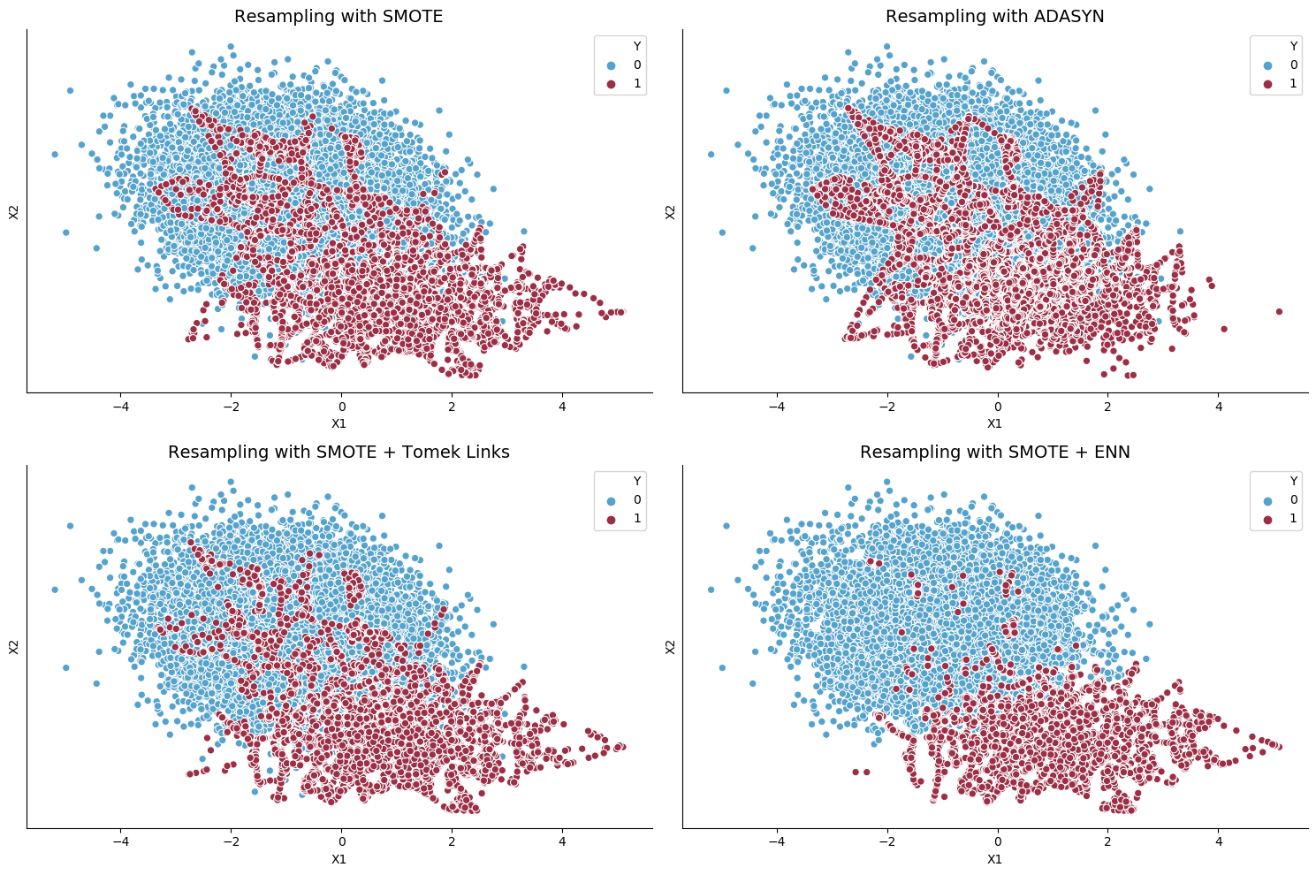 Resampling with SMOTE
Y
0
1
X2
−4 −2 0 2 4
X1
Resampling with ADASYN
Y
0
1
X2
−4 −2 0 2 4
X1
Resampling with SMOTE + Tomek Links
Y
0
1
X2
−4 −2 0 2 4
X1
Resampling with SMOTE + ENN
Y
0
1
X2
−4 −2 0 2 4
X1